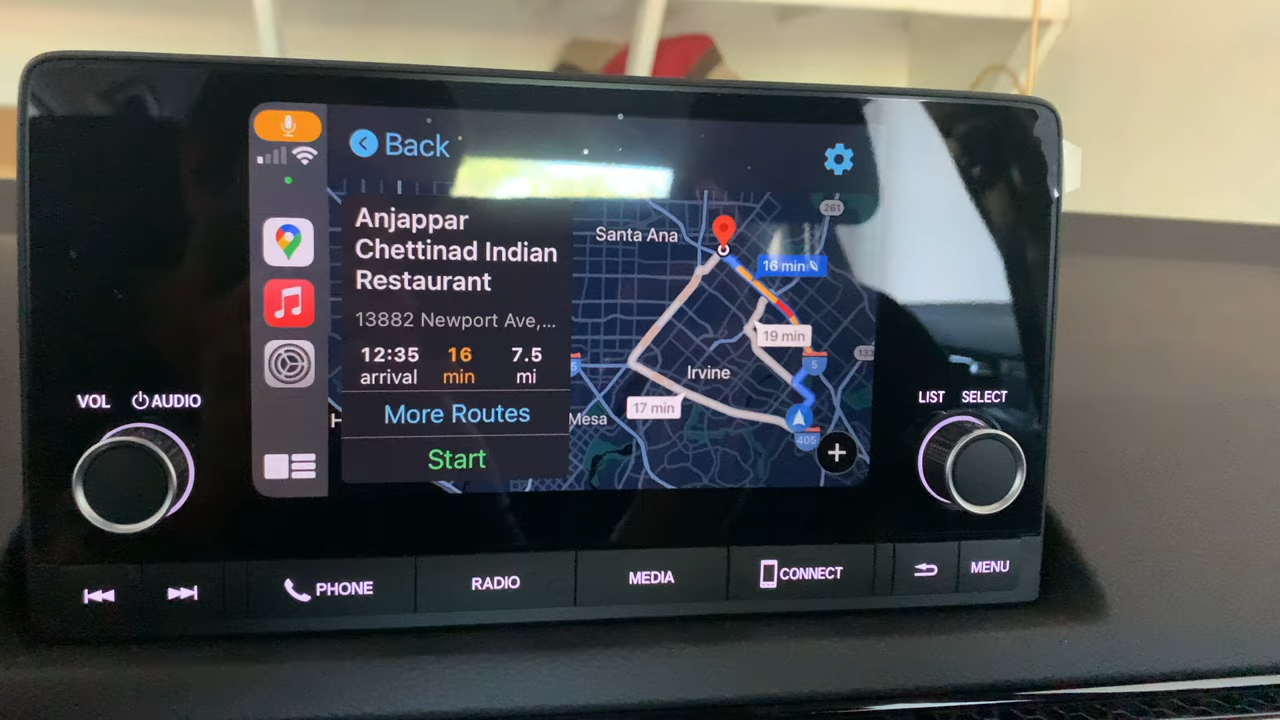 Back
Anjappar
Chettinad Indian
Restaurant
13882 Newport Ave,...
12:35
arrival
16
min
7.5
mi
More Routes
Start
Santa Ana
261
16 min
19 min
133
5
Irvine
17 min
Mesa
405
VOL
AUDIO
LIST
SELECT
PHONE
RADIO
MEDIA
CONNECT
MENU